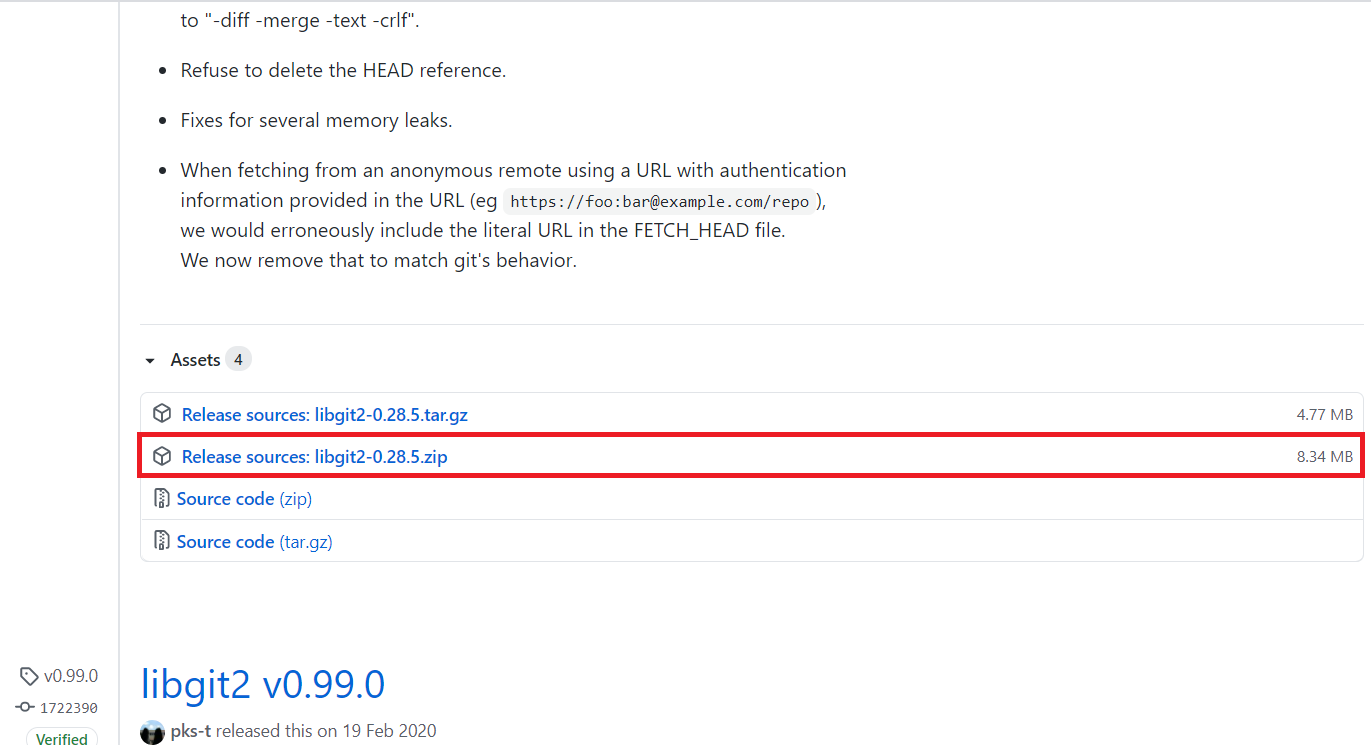 to "-diff -merge -text -crlf".
• Refuse to delete the HEAD reference.
• Fixes for several memory leaks.
• When fetching from an anonymous remote using a URL with authentication
information provided in the URL (eg https://foo:bar@example.com/repo ),
we would erroneously include the literal URL in the FETCH_HEAD file.
We now remove that to match git's behavior.
Assets 4
Release sources: libgit2-0.28.5.tar.gz 4.77 MB
Release sources: libgit2-0.28.5.zip 8.34 MB
Source code (zip)
Source code (tar.gz)
v0.99.0
1722390
Verified
libgit2 v0.99.0
pks-t released this on 19 Feb 2020